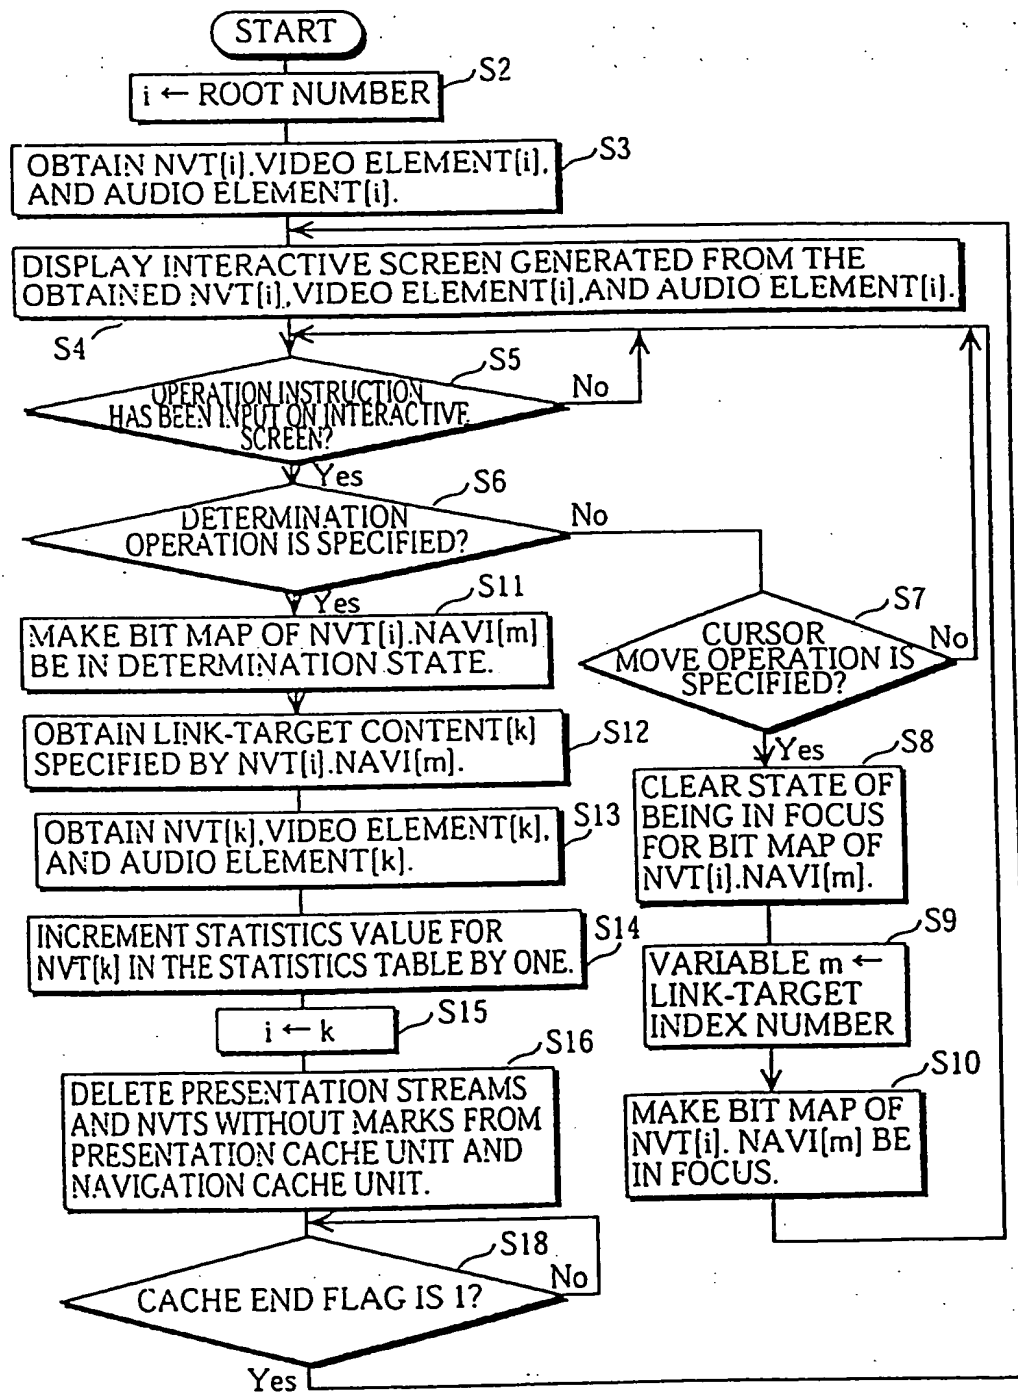 START
S2
i ← ROOT NUMBER
S3
OBTAIN NVT[i],VIDEO ELEMENT[i],
AND AUDIO ELEMENT[i].
DISPLAY INTERACTIVE SCREEN GENERATED FROM THE
OBTAINED NVT[i],VIDEO ELEMENT[i],AND AUDIO ELEMENT[i].
S4
S5
OPERATION INSTRUCTION
HAS BEEN INPUT ON INTERACTIVE
SCREEN?
No
Yes
S6
DETERMINATION
OPERATION IS SPECIFIED?
No
Yes
S11
MAKE BIT MAP OF NVT[i].NAVI[m]
BE IN DETERMINATION STATE.
S7
CURSOR
MOVE OPERATION IS
SPECIFIED?
No
Yes
S12
OBTAIN LINK-TARGET CONTENT[k]
SPECIFIED BY NVT[i].NAVI[m].
S8
CLEAR STATE OF
BEING IN FOCUS
FOR BIT MAP OF
NVT[i].NAVI[m].
S13
OBTAIN NVT[k],VIDEO ELEMENT[k],
AND AUDIO ELEMENT[k].
S14
INCREMENT STATISTICS VALUE FOR
NVT[k] IN THE STATISTICS TABLE BY ONE.
S9
VARIABLE m ←
LINK-TARGET
INDEX NUMBER
S15
i ← k
S16
DELETE PRESENTATION STREAMS
AND NVTS WITHOUT MARKS FROM
PRESENTATION CACHE UNIT AND
NAVIGATION CACHE UNIT.
S10
MAKE BIT MAP OF
NVT[i]. NAVI[m] BE
IN FOCUS.
S18
CACHE END FLAG IS 1?
No
Yes